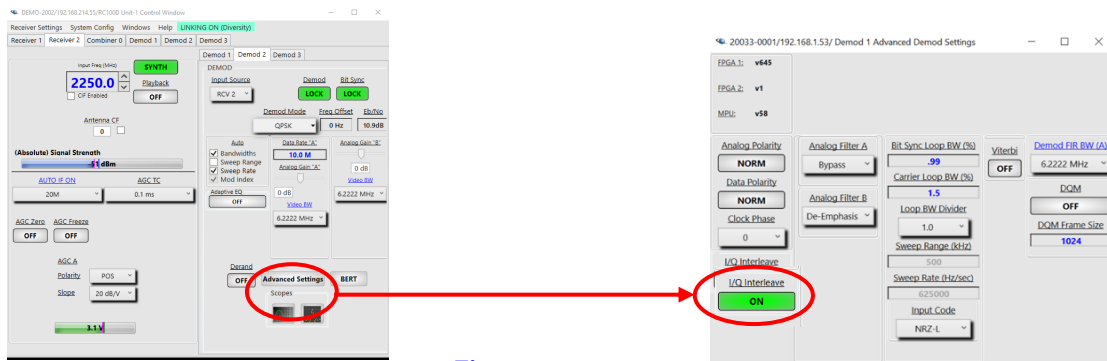 DEMO-2002/192.168.214.55/RC100D Unit-1 Control Window
Receiver Settings System Config Windows Help LINKING ON (Diversity)
Receiver 1 Receiver 2 Combiner 0 Demod 1 Demod 2 Demod 3
Input Freq (MHz)
2250.0
CIF Enabled
SYNTH
Playback
OFF
Antenna CF
0
(Absolute) Signal Strength
-51 dBm
AUTO IF ON AGC TC
20M 0.1 ms
AGC Zero AGC Freeze
OFF OFF
AGC A
Polarity POS
Slope 20 dB/V
3.1 V
Demod 1 Demod 2 Demod 3
DEMOD
Input Source Demod Bit Sync
RCV 2 LOCK LOCK
Demod Mode Freq Offset Eb/No
QPSK 0 Hz 10.9dB
Auto
Bandwidths
Sweep Range
Sweep Rate
Mod Index
Adaptive EQ
OFF
Data Rate "A"
10.0 M
Analog Gain "A"
0 dB
Video BW
6.2222 MHz
Analog Gain "B"
0 dB
Video BW
6.2222 MHz
Derand
OFF Advanced Settings BERT
Scopes
20033-0001/192.168.1.53/ Demod 1 Advanced Demod Settings
FPGA 1: v645
FPGA 2: v1
MPU: v58
Analog Polarity
NORM
Data Polarity
NORM
Clock Phase
0
I/Q Interleave
I/Q Interleave
ON
Analog Filter A
Bypass
Analog Filter B
De-Emphasis
Bit Sync Loop BW (%)
.99
Carrier Loop BW (%)
1.5
Loop BW Divider
1.0
Sweep Range (kHz)
500
Sweep Rate (Hz/sec)
625000
Input Code
NRZ-L
Viterbi
OFF
Demod FIR BW (A)
6.2222 MHz
DQM
OFF
DQM Frame Size
1024